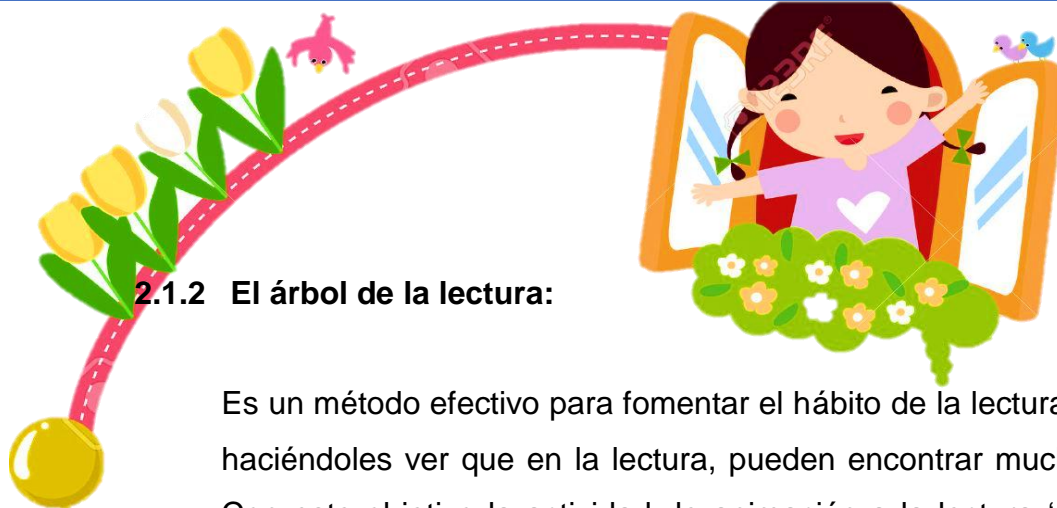 2.1.2 El árbol de la lectura:
Es un método efectivo para fomentar el hábito de la lectura
haciéndoles ver que en la lectura, pueden encontrar